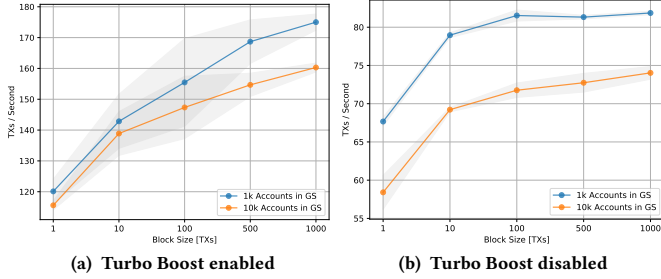 180
170
160
150
140
130
120
TXs / Second
1 10 100 500 1000
Block Size [TXs]
1k Accounts in GS
10k Accounts in GS
(a) Turbo Boost enabled
85
80
75
70
65
60
55
TXs / Second
1 10 100 500 1000
Block Size [TXs]
1k Accounts in GS
10k Accounts in GS
(b) Turbo Boost disabled